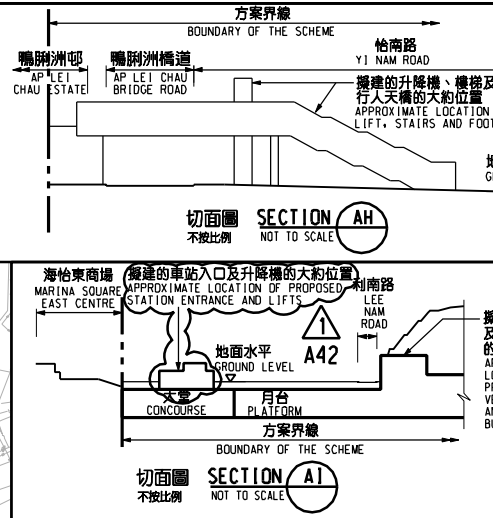 方案界線
BOUNDARY OF THE SCHEME
鴨脷洲邨
AP LEI
CHAU ESTATE
鴨脷洲橋道
AP LEI CHAU
BRIDGE ROAD
怡南路
YI NAM ROAD
擬建的升降機、樓梯及
行人天橋的大約位置
APPROXIMATE LOCATION
LIFT, STAIRS AND FOOT
切面圖
不按比例
SECTION AH
NOT TO SCALE
海怡東商場
MARINA SQUARE
EAST CENTRE
擬建的車站入口及升降機的大約位置
APPROXIMATE LOCATION OF PROPOSED
STATION ENTRANCE AND LIFTS
1
A42
利南路
LEE
NAM
ROAD
地面水平
GROUND LEVEL
大堂
CONCOURSE
月台
PLATFORM
方案界線
BOUNDARY OF THE SCHEME
切面圖
不按比例
SECTION AI
NOT TO SCALE